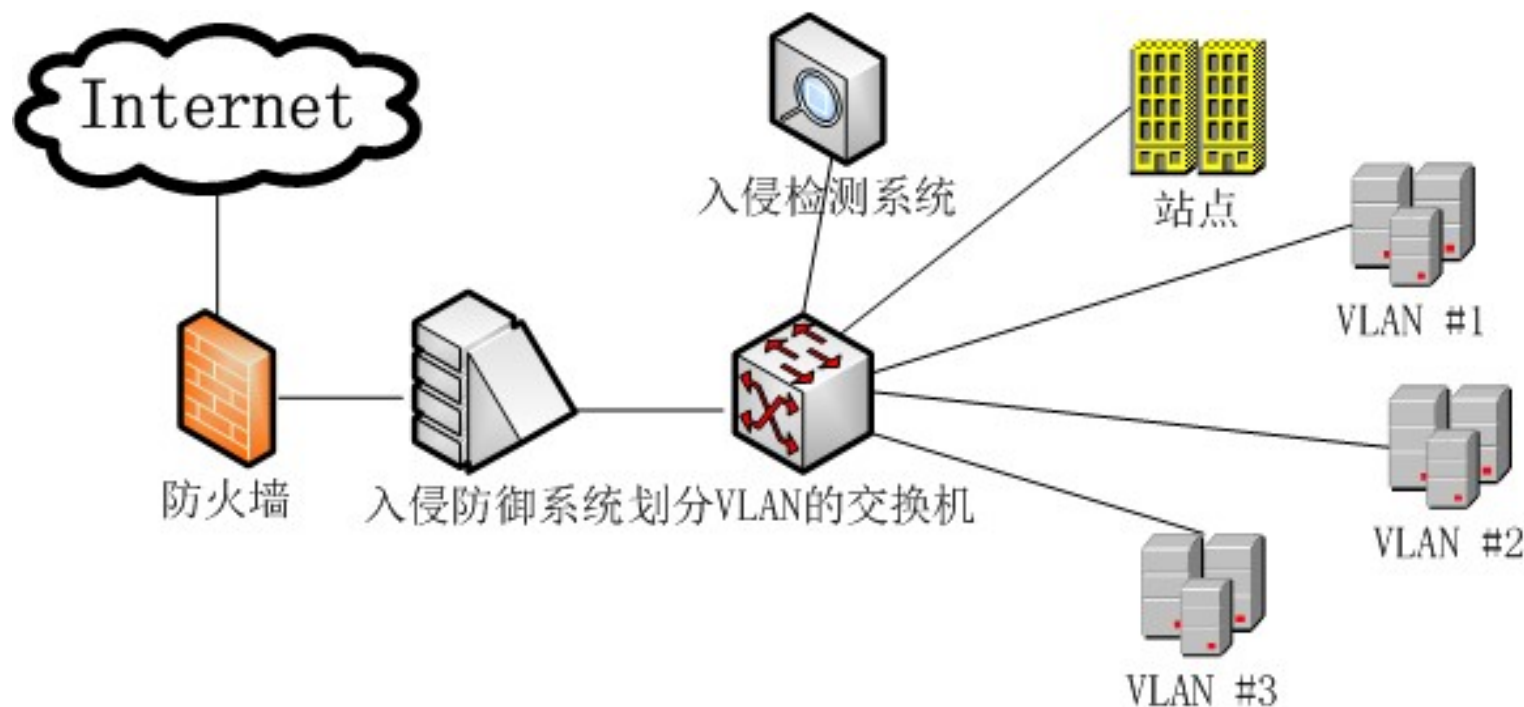 Internet
入侵检测系统
站点
VLAN #1
防火墙
入侵防御系统
划分VLAN的交换机
VLAN #2
VLAN #3